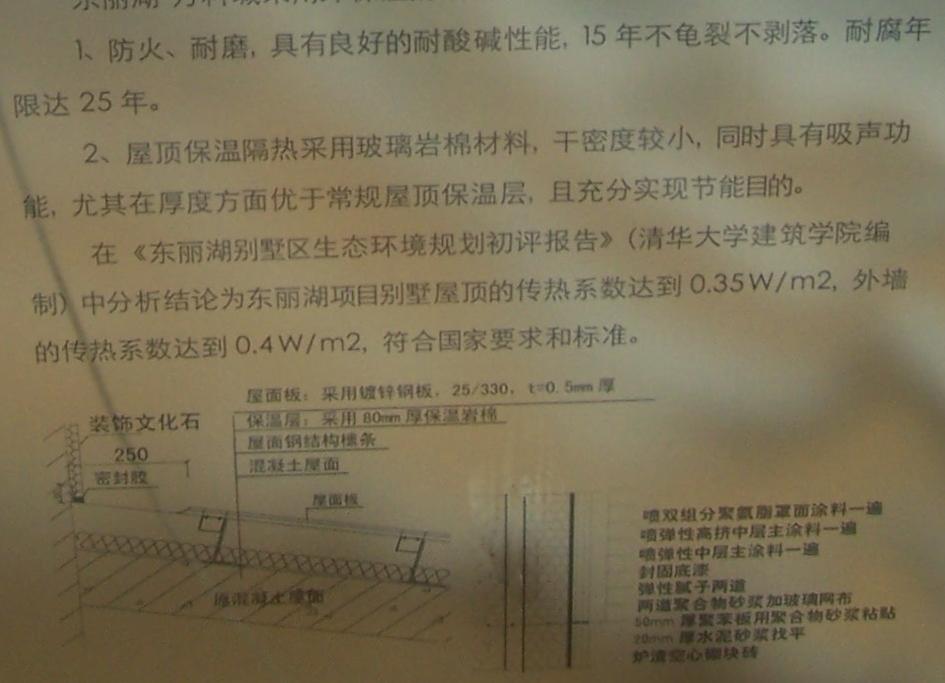 1、防火、耐磨，具有良好的耐酸碱性能，15 年不龟裂不剥落。耐腐年
限达 25 年。
2、屋顶保温隔热采用玻璃岩棉材料，干密度较小，同时具有吸声功
能，尤其在厚度方面优于常规屋顶保温层，且充分实现节能目的。
在《东丽湖别墅区生态环境规划初评报告》（清华大学建筑学院编
制）中分析结论为东丽湖项目别墅屋顶的传热系数达到 0.35W/m2，外墙
的传热系数达到 0.4W/m2，符合国家要求和标准。
屋面板：采用镀锌钢板，25/330，t=0.5mm 厚
保温层：采用 80mm 厚保温岩棉
屋面钢结构檩条
混凝土屋面
装饰文化石
250
密封胶
屋面板
原混凝土屋面
喷双组分聚氨脂罩面涂料一遍
喷弹性高挤中层主涂料一遍
喷弹性中层主涂料一遍
封固底漆
弹性腻子两道
两道聚合物砂浆加玻璃网布
50mm 厚聚苯板用聚合物砂浆粘贴
20mm 厚水泥砂浆找平
炉渣空心砌块砖